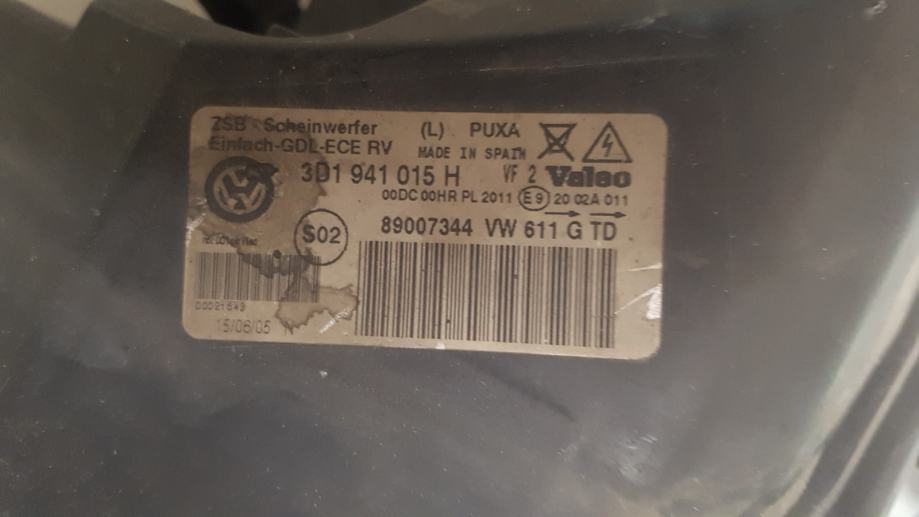 ZSB - Scheinwerfer (L) PUXA
Einfach-GDL-ECE RV MADE IN SPAIN
3D1 941 015 H VF 2 Valeo
00DC 00HR PL 2011 E9 20 02A 011
S02 89007344 VW 611 G TD
15/06/05